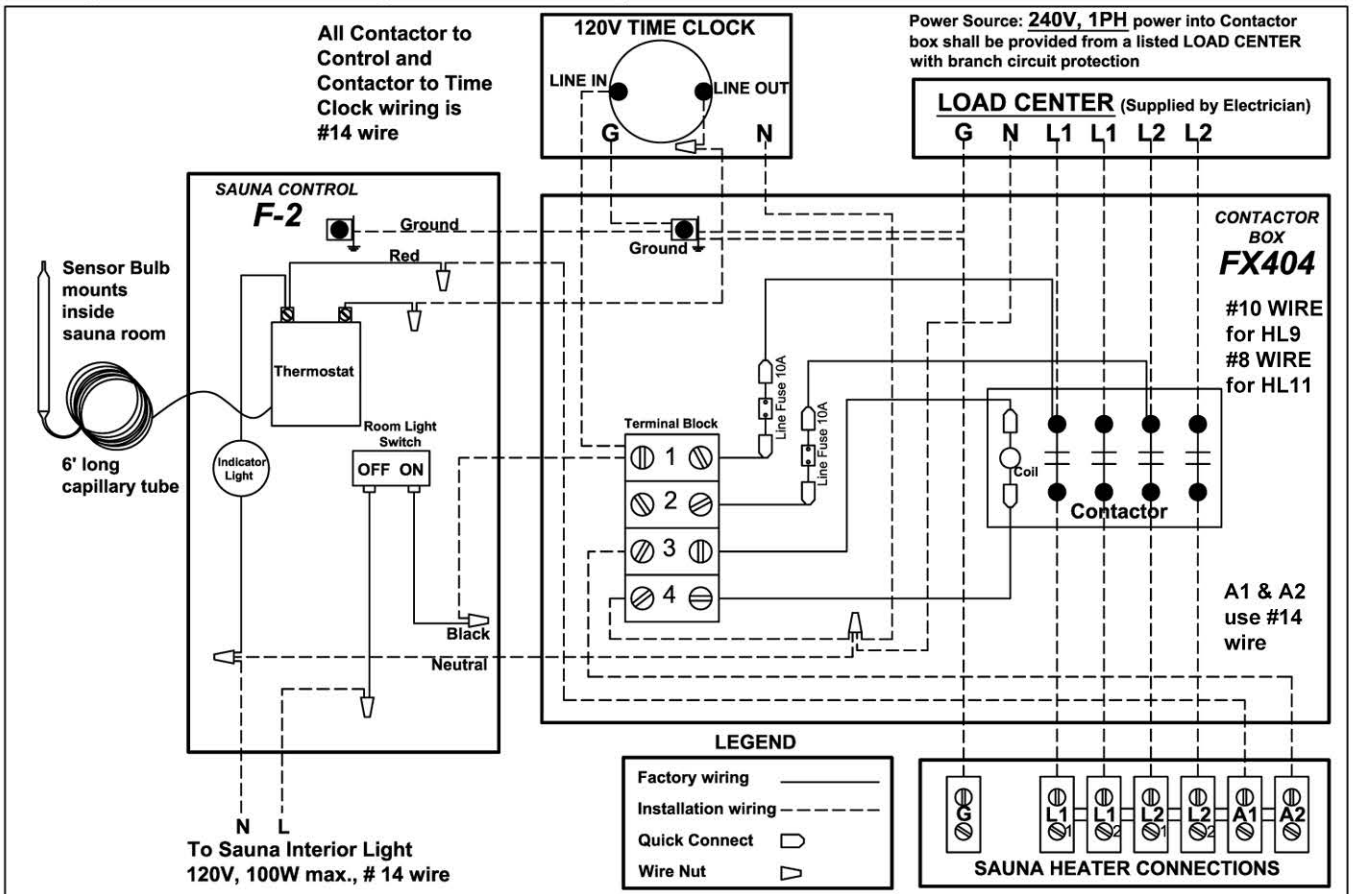 All Contactor to
Control and
Contactor to Time
Clock wiring is
#14 wire
120V TIME CLOCK
LINE IN
LINE OUT
G
N
Power Source: 240V, 1PH power into Contactor
box shall be provided from a listed LOAD CENTER
with branch circuit protection
LOAD CENTER (Supplied by Electrician)
G N L1 L1 L2 L2
SAUNA CONTROL
F-2
Ground
Red
Sensor Bulb
mounts
inside
sauna room
Thermostat
6' long
capillary tube
Indicator
Light
Room Light
Switch
OFF ON
Black
Neutral
N L
To Sauna Interior Light
120V, 100W max., # 14 wire
Ground
CONTACTOR
BOX
FX404
#10 WIRE
for HL9
#8 WIRE
for HL11
Line Fuse 10A
Line Fuse 10A
Terminal Block
1
2
3
4
Coil
Contactor
A1 & A2
use #14
wire
LEGEND
Factory wiring
Installation wiring
Quick Connect
Wire Nut
G L1 L1 L2 L2 A1 A2
1 2 1 2
SAUNA HEATER CONNECTIONS